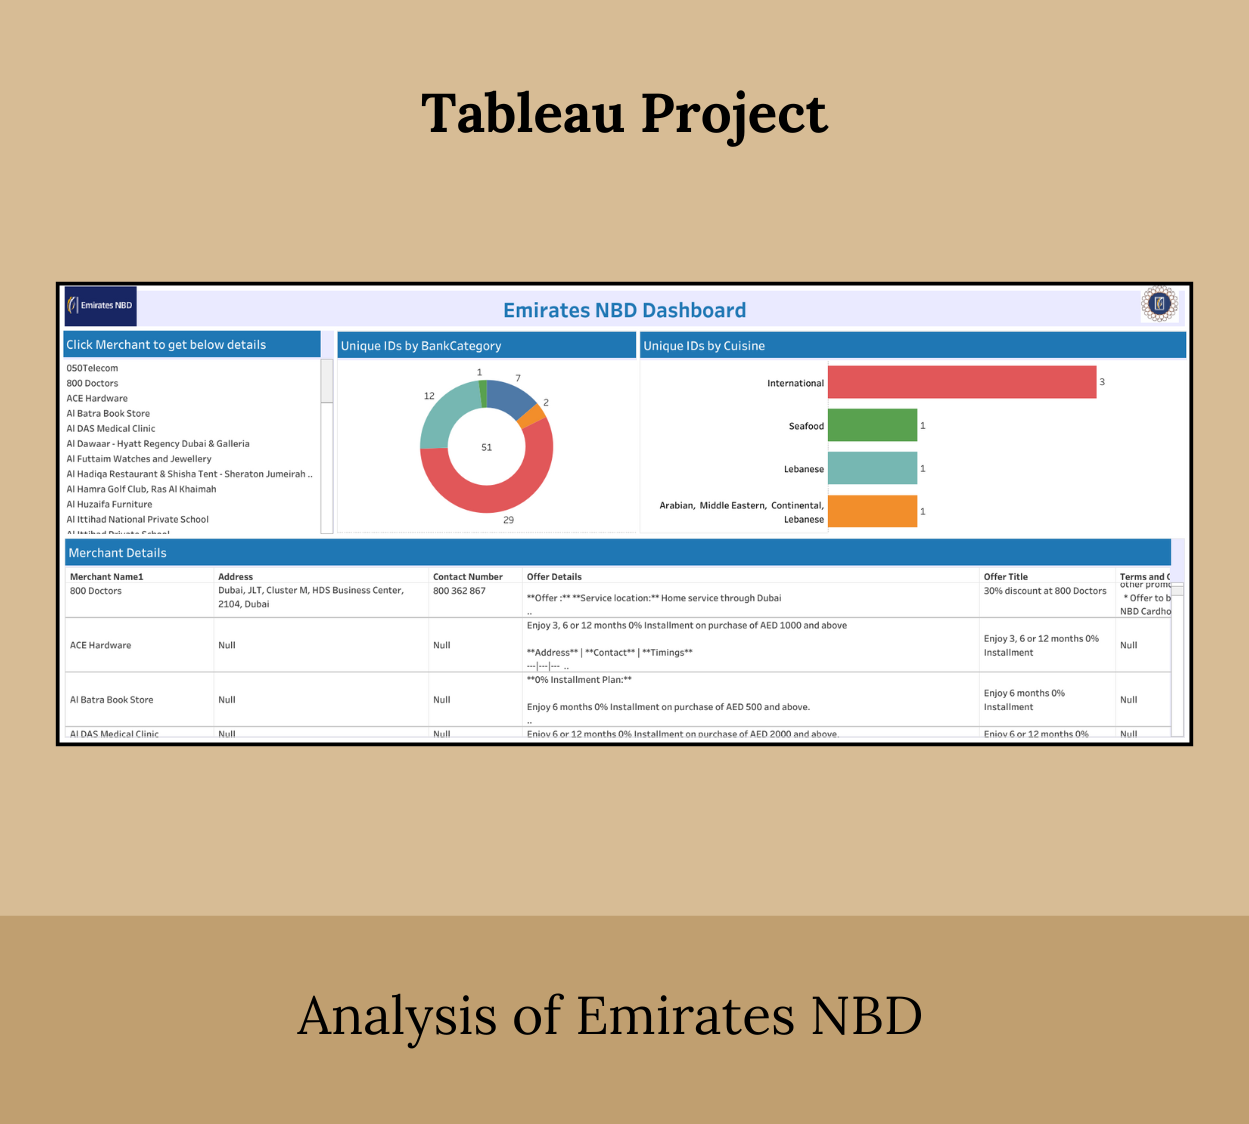 Tableau Project
Emirates NBD
Emirates NBD Dashboard
Click Merchant to get below details
050Telecom
800 Doctors
ACE Hardware
Al Batra Book Store
Al DAS Medical Clinic
Al Dawaar - Hyatt Regency Dubai & Galleria
Al Futtaim Watches and Jewellery
Al Hadiqa Restaurant & Shisha Tent - Sheraton Jumeirah ..
Al Hamra Golf Club, Ras Al Khaimah
Al Huzaifa Furniture
Al Ittihad National Private School
Al Ittihad Private School
Unique IDs by BankCategory
1
7
2
12
51
29
Unique IDs by Cuisine
International
3
Seafood
1
Lebanese
1
Arabian, Middle Eastern, Continental,
Lebanese
1
Merchant Details
Merchant Name1 Address Contact Number Offer Details Offer Title Terms and
800 Doctors
Dubai, JLT, Cluster M, HDS Business Center,
2104, Dubai
800 362 867
**Offer :** **Service location:** Home service through Dubai
..
30% discount at 800 Doctors
other promo
* Offer to b
NBD Cardho
ACE Hardware
Null
Null
Enjoy 3, 6 or 12 months 0% Installment on purchase of AED 1000 and above
**Address** | **Contact** | **Timings**
---|---|--- ..
Enjoy 3, 6 or 12 months 0%
Installment
Null
Al Batra Book Store
Null
Null
**0% Installment Plan:**
Enjoy 6 months 0% Installment on purchase of AED 500 and above.
..
Enjoy 6 months 0%
Installment
Null
Al DAS Medical Clinic
Null
Null
Enjoy 6 or 12 months 0% Installment on purchase of AED 2000 and above.
Enjoy 6 or 12 months 0%
Null
Analysis of Emirates NBD